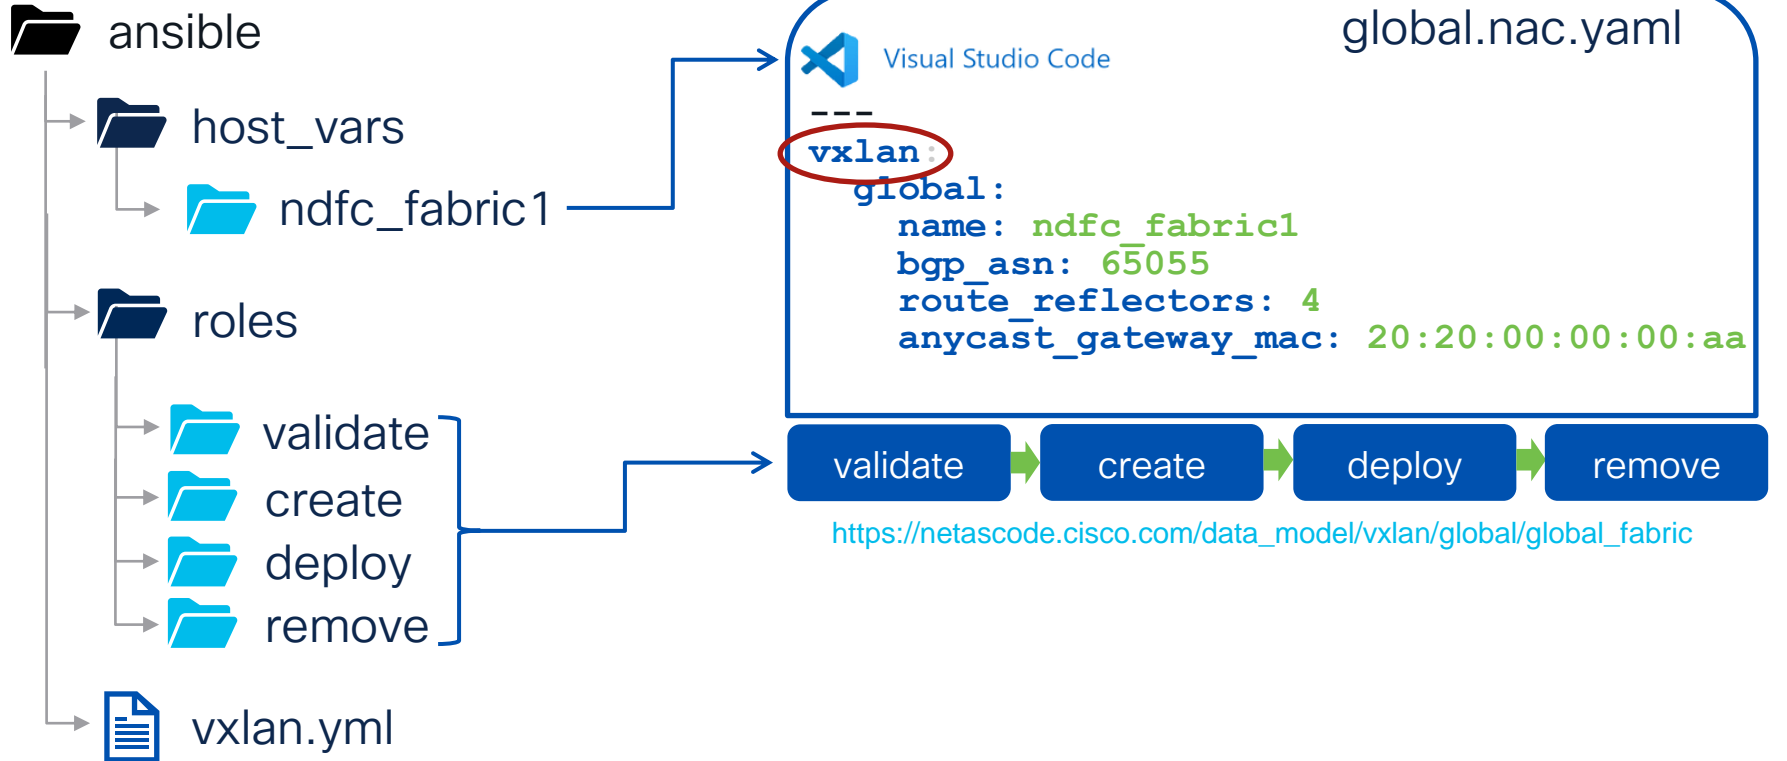 ansible
host_vars
ndfc_fabric1
roles
validate
create
deploy
remove
vxlan.yml
global.nac.yaml
Visual Studio Code
---
vxlan:
  global:
    name: ndfc_fabric1
    bgp_asn: 65055
    route_reflectors: 4
    anycast_gateway_mac: 20:20:00:00:00:aa
validate create deploy remove
https://netascode.cisco.com/data_model/vxlan/global/global_fabric